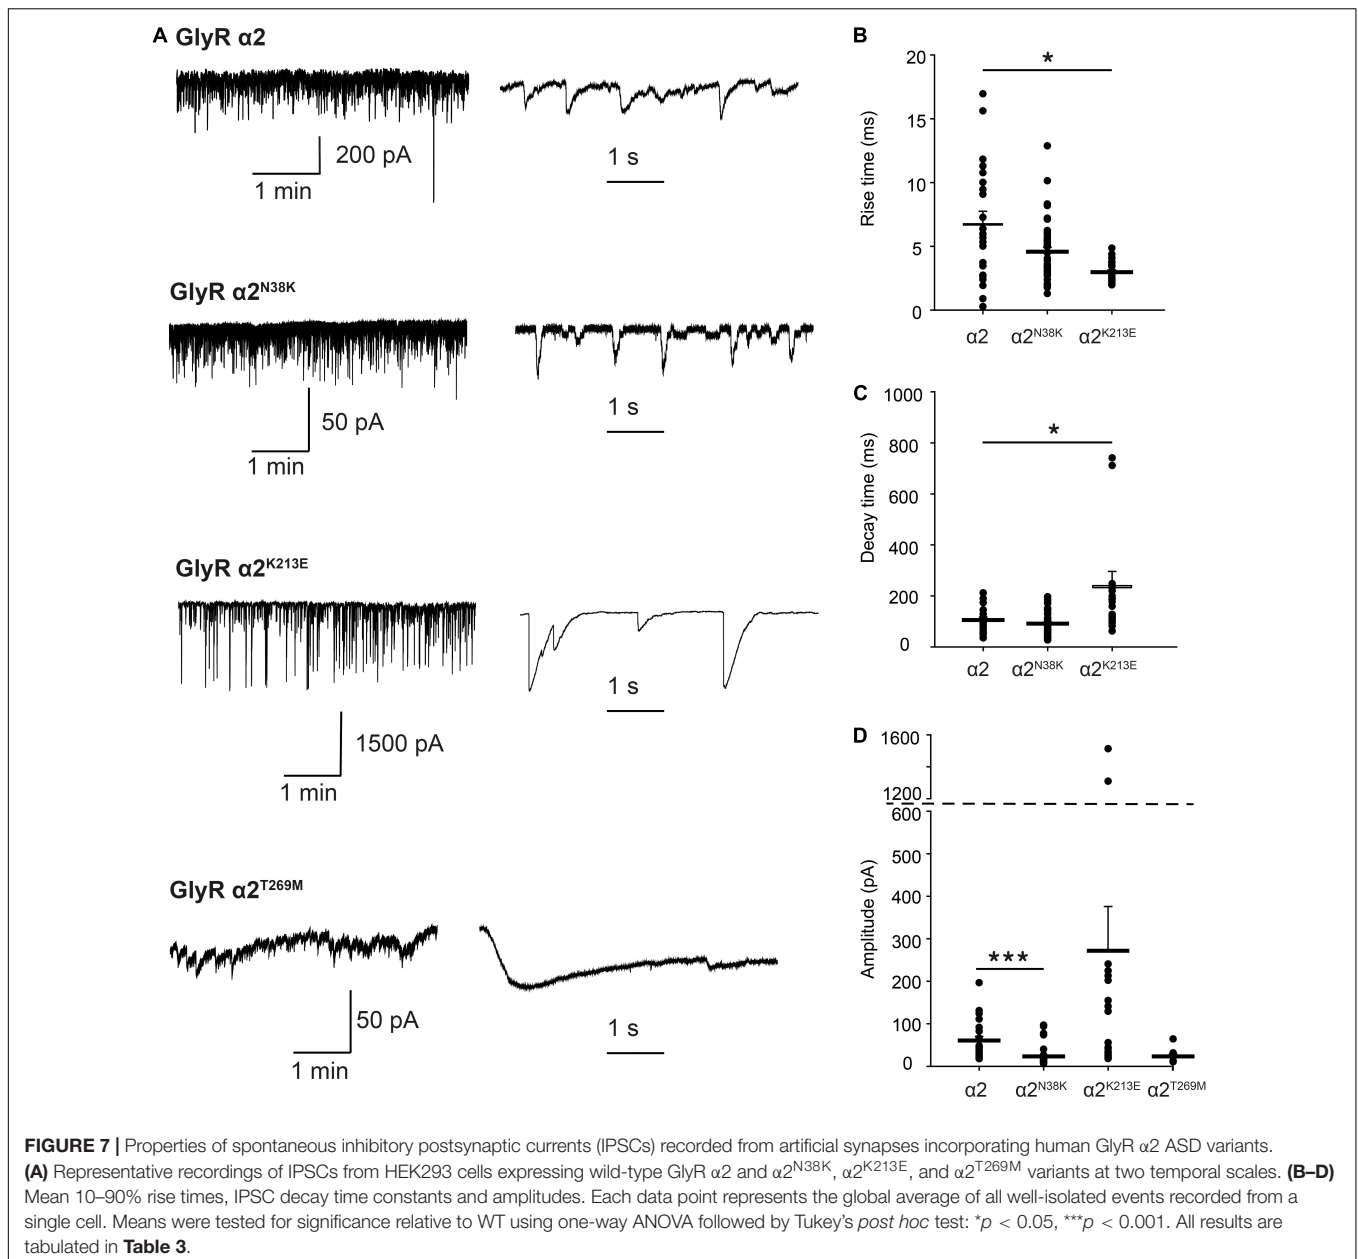 A GlyR α2
200 pA
1 min
1 s
GlyR α2N38K
50 pA
1 min
1 s
GlyR α2K213E
1500 pA
1 min
1 s
GlyR α2T269M
50 pA
1 min
1 s
B
20
15
10
5
0
Rise time (ms)
*
α2 α2N38K α2K213E
C
1000
800
600
400
200
0
Decay time (ms)
*
α2 α2N38K α2K213E
D
1600
1200
600
500
400
300
200
100
0
Amplitude (pA)
***
α2 α2N38K α2K213E α2T269M
FIGURE 7 | Properties of spontaneous inhibitory postsynaptic currents (IPSCs) recorded from artificial synapses incorporating human GlyR α2 ASD variants.
(A) Representative recordings of IPSCs from HEK293 cells expressing wild-type GlyR α2 and α2N38K, α2K213E, and α2T269M variants at two temporal scales. (B–D)
Mean 10–90% rise times, IPSC decay time constants and amplitudes. Each data point represents the global average of all well-isolated events recorded from a
single cell. Means were tested for significance relative to WT using one-way ANOVA followed by Tukey's post hoc test: *p < 0.05, ***p < 0.001. All results are
tabulated in Table 3.